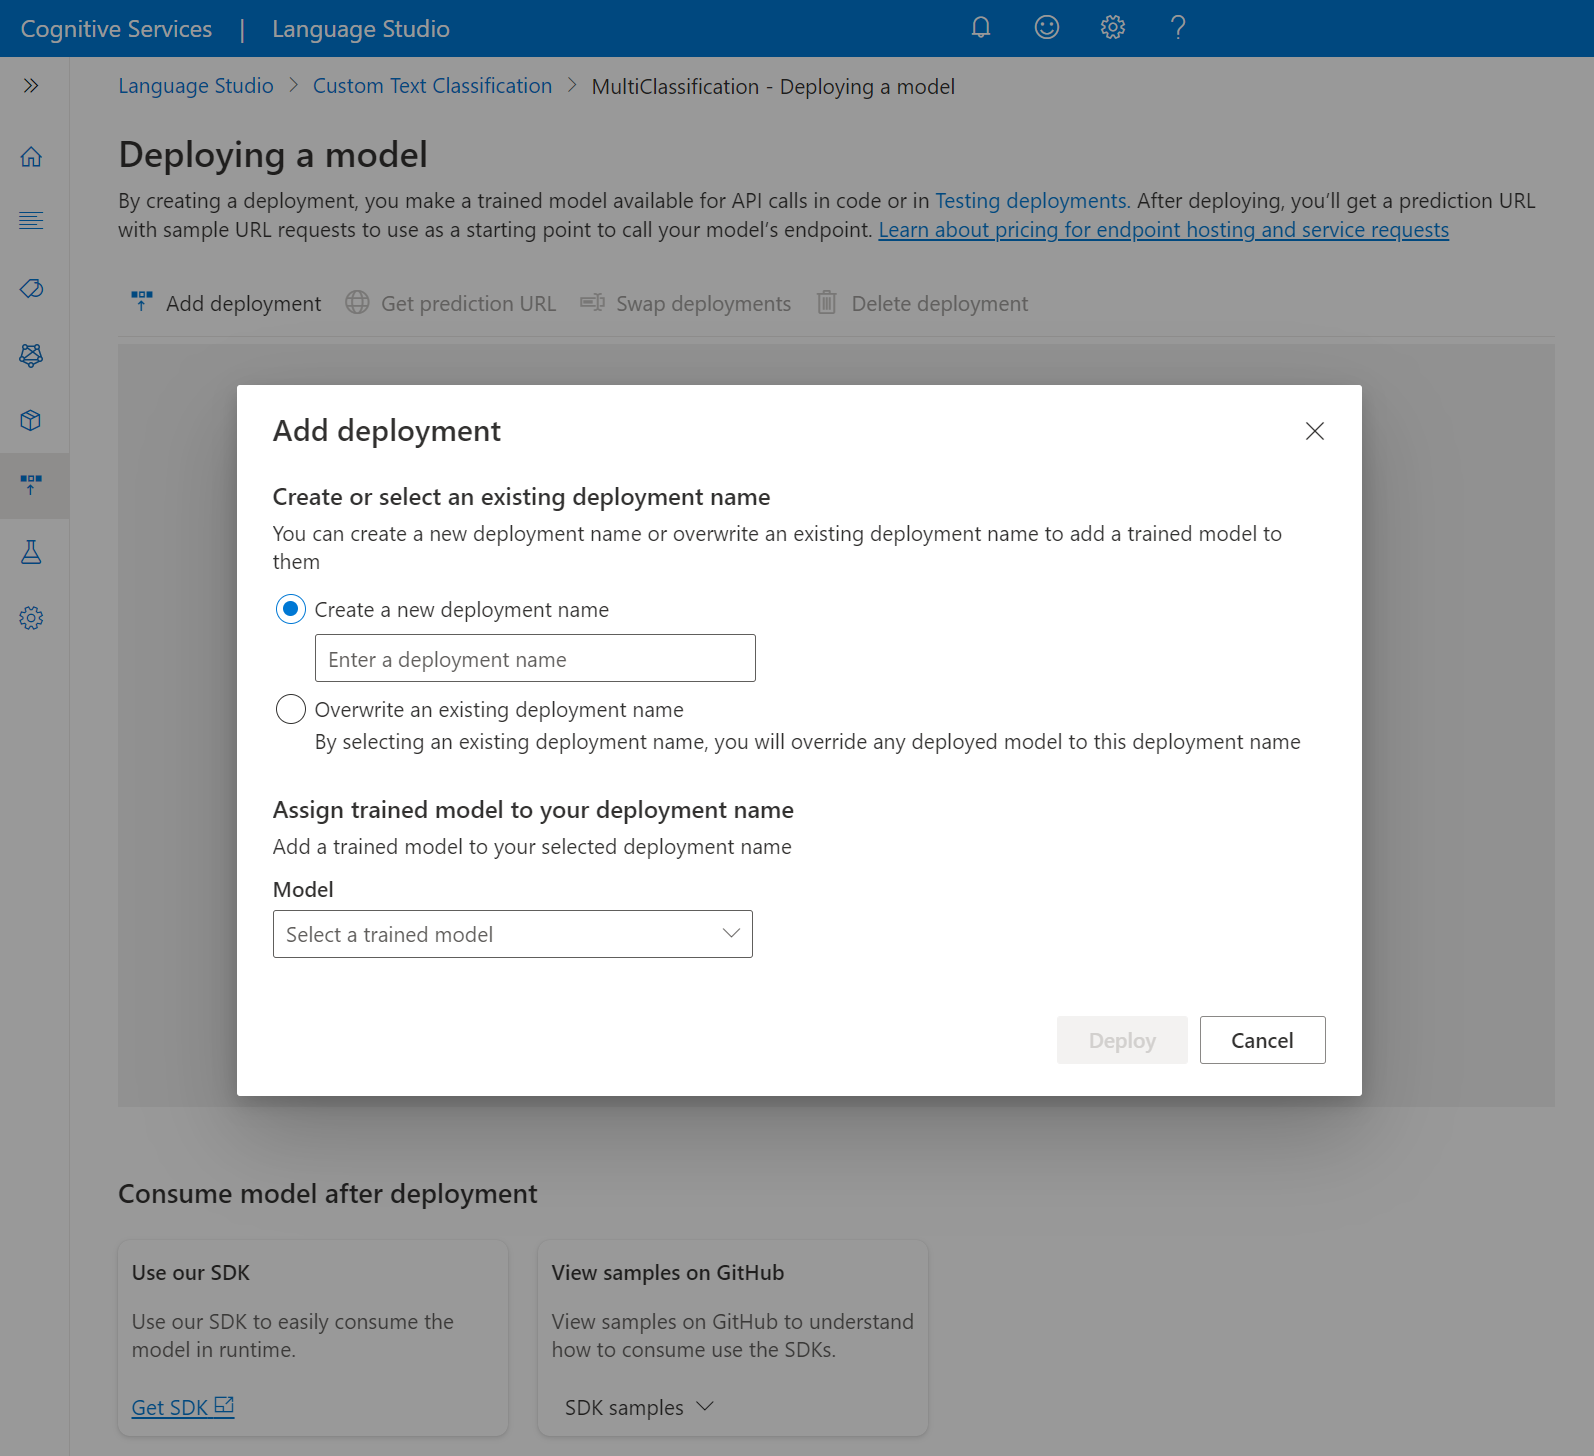 Cognitive Services | Language Studio
Language Studio > Custom Text Classification > MultiClassification - Deploying a model
Deploying a model
By creating a deployment, you make a trained model available for API calls in code or in Testing deployments. After deploying, you’ll get a prediction URL
with sample URL requests to use as a starting point to call your model’s endpoint. Learn about pricing for endpoint hosting and service requests
Add deployment Get prediction URL Swap deployments Delete deployment
Add deployment
Create or select an existing deployment name
You can create a new deployment name or overwrite an existing deployment name to add a trained model to
them
Create a new deployment name
Enter a deployment name
Overwrite an existing deployment name
By selecting an existing deployment name, you will override any deployed model to this deployment name
Assign trained model to your deployment name
Add a trained model to your selected deployment name
Model
Select a trained model
Deploy Cancel
Consume model after deployment
Use our SDK
Use our SDK to easily consume the
model in runtime.
Get SDK
View samples on GitHub
View samples on GitHub to understand
how to consume use the SDKs.
SDK samples